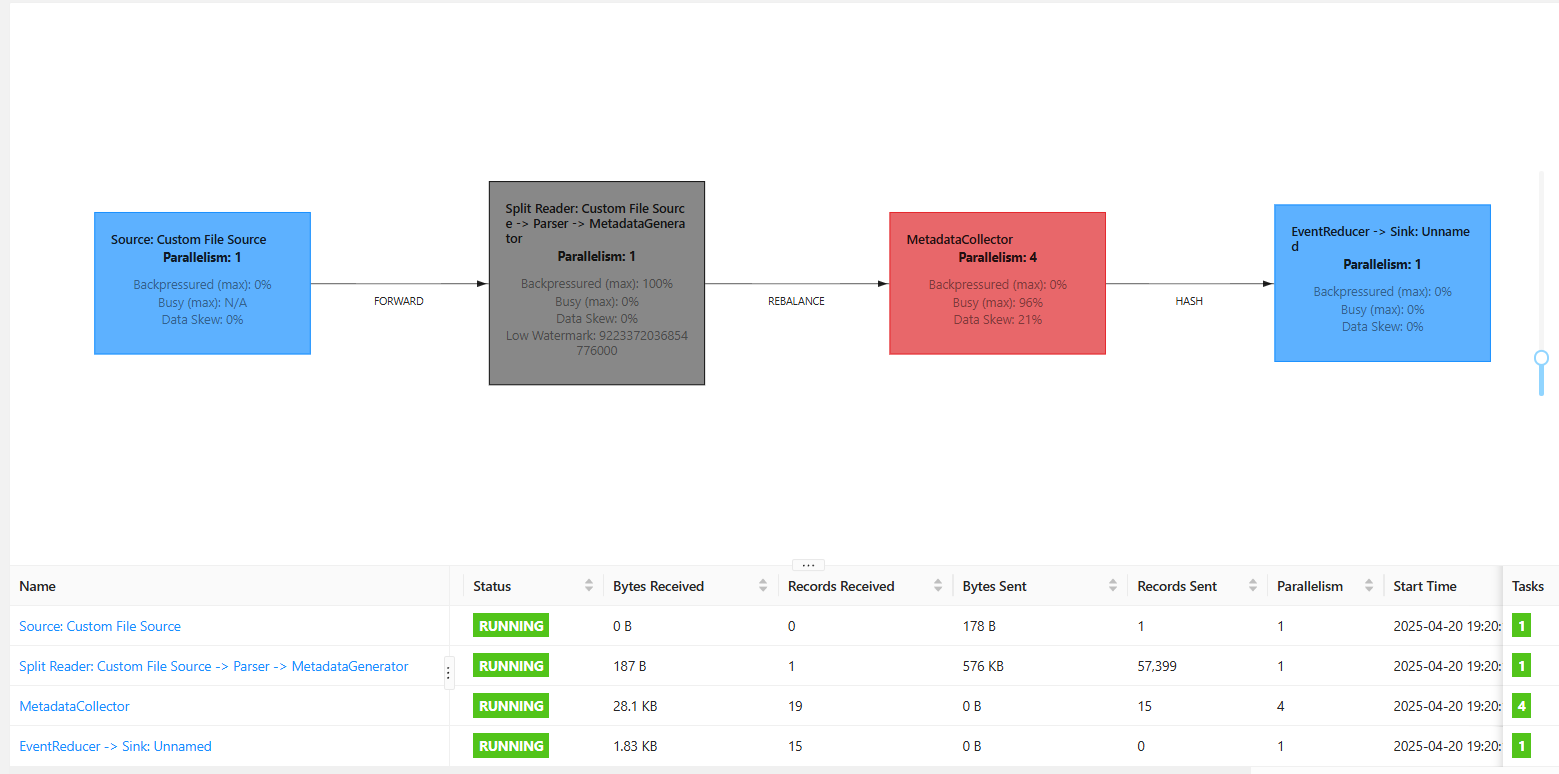 Source: Custom File Source
Parallelism: 1
Backpressured (max): 0%
Busy (max): N/A
Data Skew: 0%
FORWARD
Split Reader: Custom File Sourc
e -> Parser -> MetadataGenera
tor
Parallelism: 1
Backpressured (max): 100%
Busy (max): 0%
Data Skew: 0%
Low Watermark: 9223372036854
776000
REBALANCE
MetadataCollector
Parallelism: 4
Backpressured (max): 0%
Busy (max): 96%
Data Skew: 21%
HASH
EventReducer -> Sink: Unname
d
Parallelism: 1
Backpressured (max): 0%
Busy (max): 0%
Data Skew: 0%
Name Status Bytes Received Records Received Bytes Sent Records Sent Parallelism Start Time Tasks
Source: Custom File Source RUNNING 0 B 0 178 B 1 1 2025-04-20 19:20: 1
Split Reader: Custom File Source -> Parser -> MetadataGenerator RUNNING 187 B 1 576 KB 57,399 1 2025-04-20 19:20: 1
MetadataCollector RUNNING 28.1 KB 19 0 B 15 4 2025-04-20 19:20: 4
EventReducer -> Sink: Unnamed RUNNING 1.83 KB 15 0 B 0 1 2025-04-20 19:20: 1